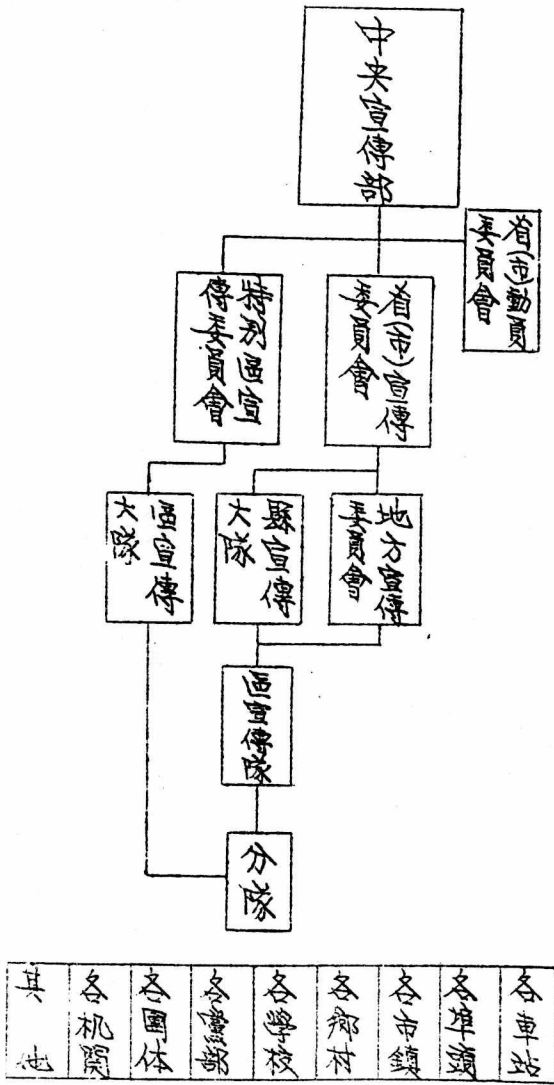 中央宣傳部
省(市)動員
委員會
省(市)宣傳
委員會
特別區宣
傳委員會
地方宣傳
委員會
縣宣傳
大隊
區宣傳
大隊
區宣傳隊
分隊
各車站
各埠頭
各市鎮
各鄉村
各學校
各黨部
各團体
各机関
其他